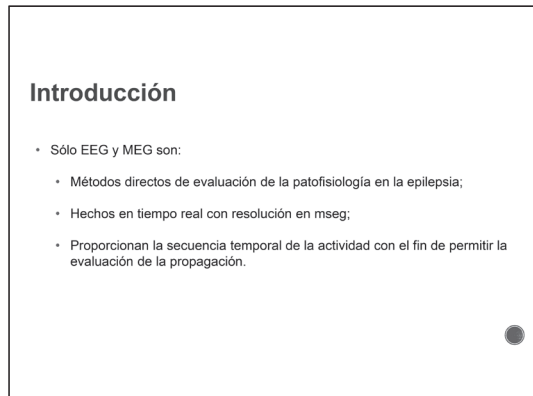 Introducción
• Sólo EEG y MEG son:
• Métodos directos de evaluación de la patofisiología en la epilepsia;
• Hechos en tiempo real con resolución en mseg;
• Proporcionan la secuencia temporal de la actividad con el fin de permitir la
evaluación de la propagación.